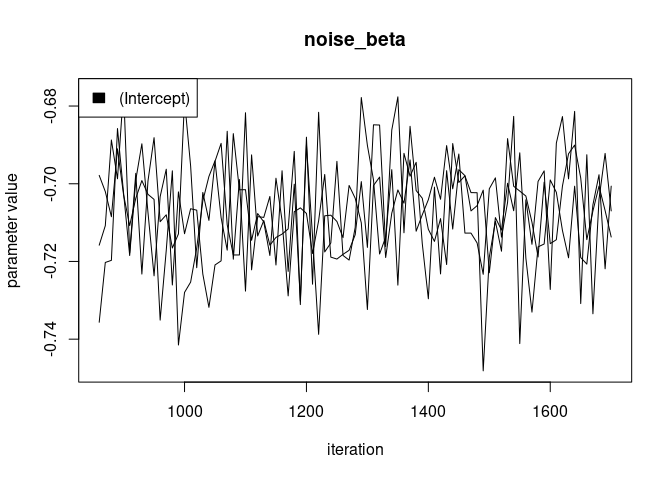 noise_beta
(Intercept)
-0.68
-0.70
-0.72
-0.74
parameter value
1000 1200 1400 1600
iteration